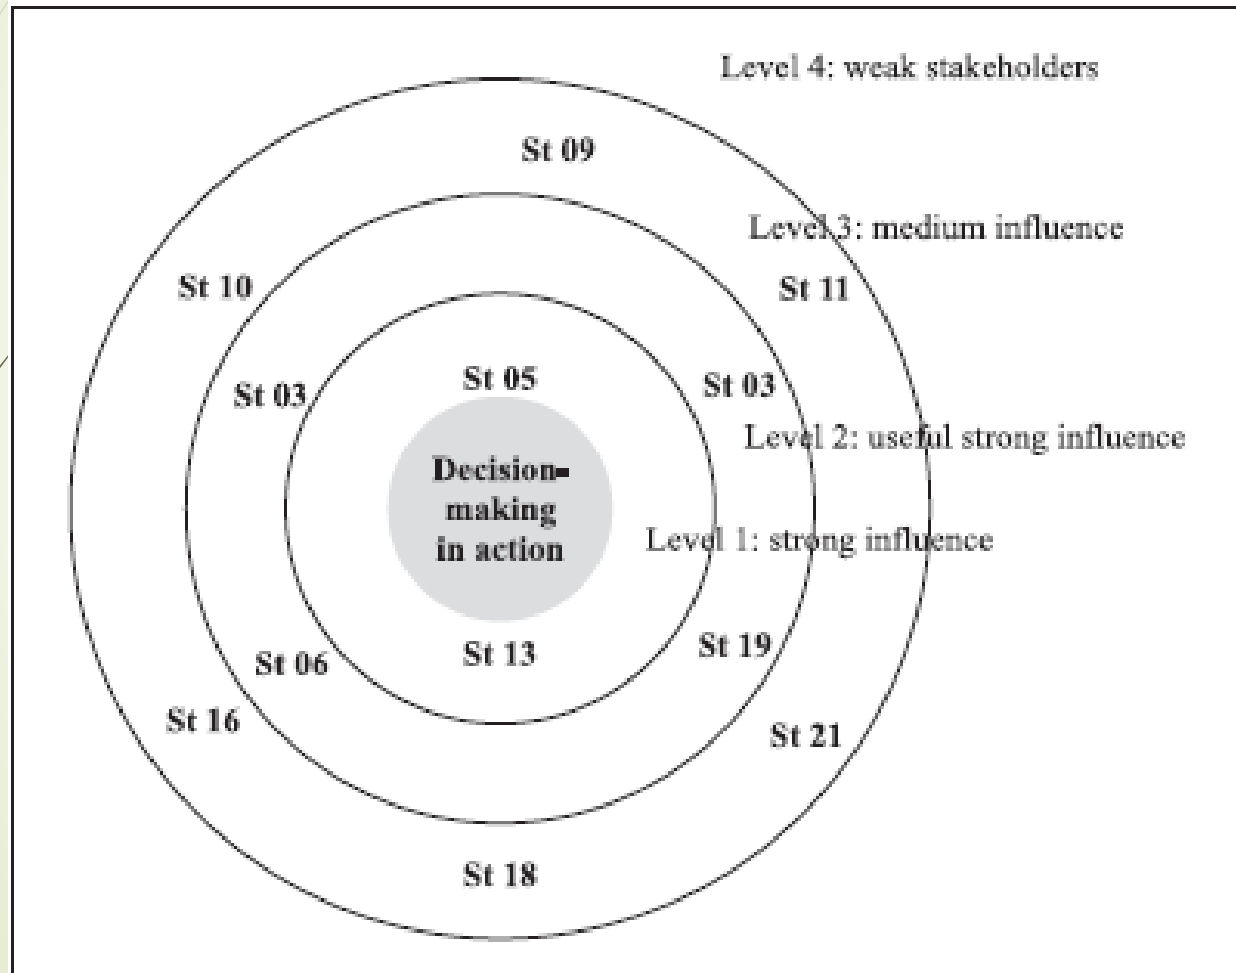 Level 4: weak stakeholders
St 09
Level 3: medium influence
St 10
St 11
St 05
St 03
St 03
Level 2: useful strong influence
Decision-
making
in action
Level 1: strong influence
St 19
St 13
St 06
St 16
St 21
St 18